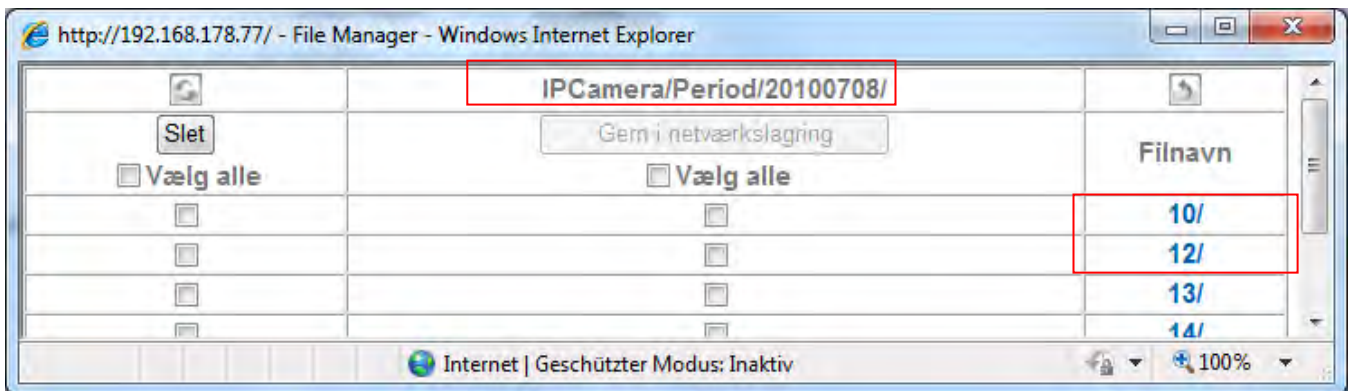 http://192.168.178.77/ - File Manager - Windows Internet Explorer
IPCamera/Period/20100708/
Slet
Gem i netværkslagring
Filnavn
Vælg alle
Vælg alle
10/
12/
13/
14/
Internet | Geschützter Modus: Inaktiv
100%